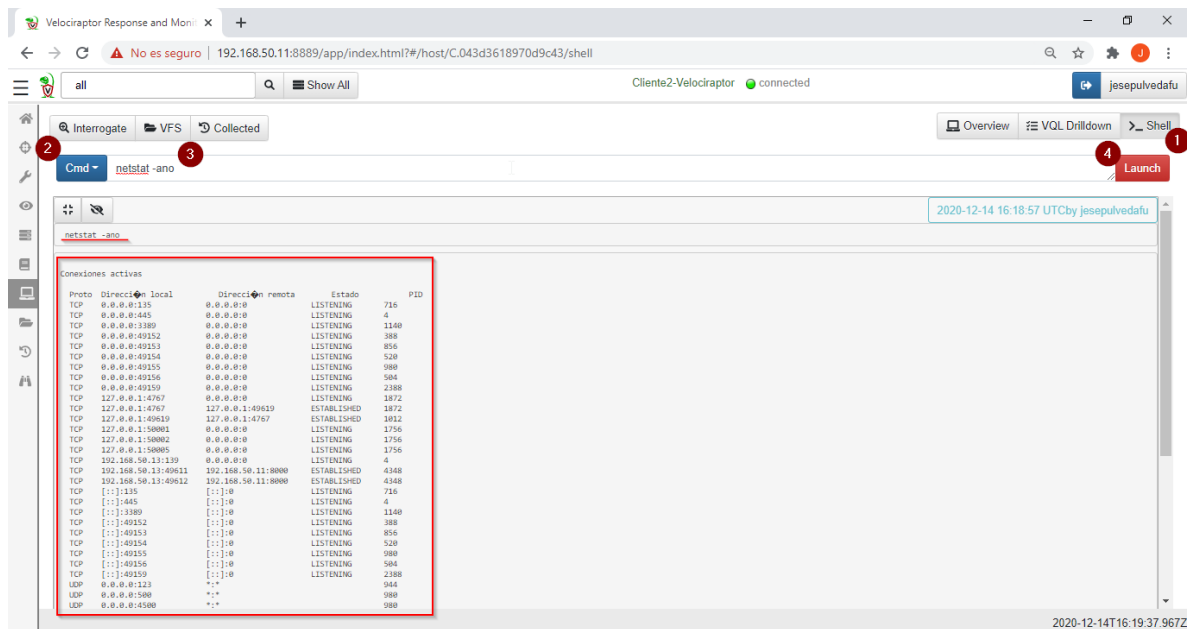 Velociraptor Response and Moni
No es seguro | 192.168.50.11:8889/app/index.html?#/host/C.043d3618970d9c43/shell
J
all Show All Cliente2-Velociraptor connected jesepulvedafu
Interrogate VFS Collected Overview VQL Drilldown >_ Shell
2 3 4 1
Cmd netstat -ano Launch
2020-12-14 16:18:57 UTCby jesepulvedafu
netstat -ano
Conexiones activas
Proto Direcci�n local Direcci�n remota Estado PID
TCP 0.0.0.0:135 0.0.0.0:0 LISTENING 716
TCP 0.0.0.0:445 0.0.0.0:0 LISTENING 4
TCP 0.0.0.0:3389 0.0.0.0:0 LISTENING 1140
TCP 0.0.0.0:49152 0.0.0.0:0 LISTENING 388
TCP 0.0.0.0:49153 0.0.0.0:0 LISTENING 856
TCP 0.0.0.0:49154 0.0.0.0:0 LISTENING 520
TCP 0.0.0.0:49155 0.0.0.0:0 LISTENING 980
TCP 0.0.0.0:49156 0.0.0.0:0 LISTENING 504
TCP 0.0.0.0:49159 0.0.0.0:0 LISTENING 2388
TCP 127.0.0.1:4767 0.0.0.0:0 LISTENING 1872
TCP 127.0.0.1:4767 127.0.0.1:49619 ESTABLISHED 1872
TCP 127.0.0.1:49619 127.0.0.1:4767 ESTABLISHED 1012
TCP 127.0.0.1:50001 0.0.0.0:0 LISTENING 1756
TCP 127.0.0.1:50002 0.0.0.0:0 LISTENING 1756
TCP 127.0.0.1:50005 0.0.0.0:0 LISTENING 1756
TCP 192.168.50.13:139 0.0.0.0:0 LISTENING 4
TCP 192.168.50.13:49611 192.168.50.11:8000 ESTABLISHED 4348
TCP 192.168.50.13:49612 192.168.50.11:8000 ESTABLISHED 4348
TCP [::]:135 [::]:0 LISTENING 716
TCP [::]:445 [::]:0 LISTENING 4
TCP [::]:3389 [::]:0 LISTENING 1140
TCP [::]:49152 [::]:0 LISTENING 388
TCP [::]:49153 [::]:0 LISTENING 856
TCP [::]:49154 [::]:0 LISTENING 520
TCP [::]:49155 [::]:0 LISTENING 980
TCP [::]:49156 [::]:0 LISTENING 504
TCP [::]:49159 [::]:0 LISTENING 2388
UDP 0.0.0.0:123 *:* 944
UDP 0.0.0.0:500 *:* 980
UDP 0.0.0.0:4500 *:* 980
2020-12-14T16:19:37.967Z